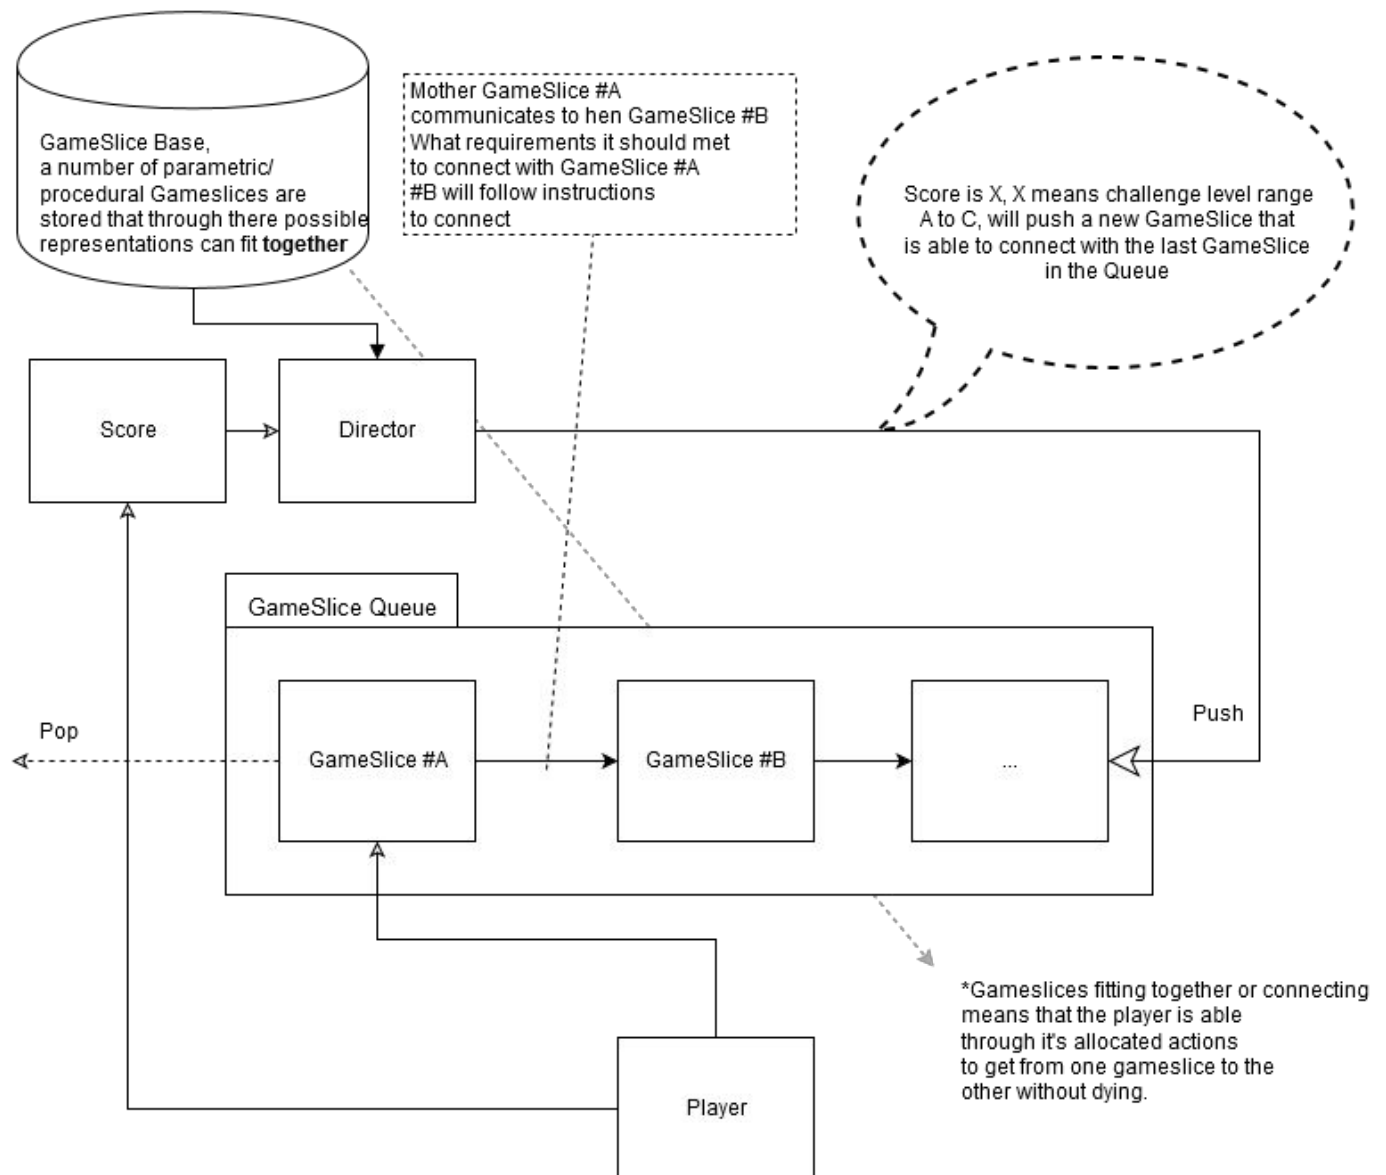 GameSlice Base,
a number of parametric/
procedural Gameslices are
stored that through there possible
representations can fit together
Mother GameSlice #A
communicates to hen GameSlice #B
What requirements it should met
to connect with GameSlice #A
#B will follow instructions
to connect
Score is X, X means challenge level range
A to C, will push a new GameSlice that
is able to connect with the last GameSlice
in the Queue
Score
Director
GameSlice Queue
Pop
GameSlice #A
GameSlice #B
...
Push
*Gameslices fitting together or connecting
means that the player is able
through it's allocated actions
to get from one gameslice to the
other without dying.
Player